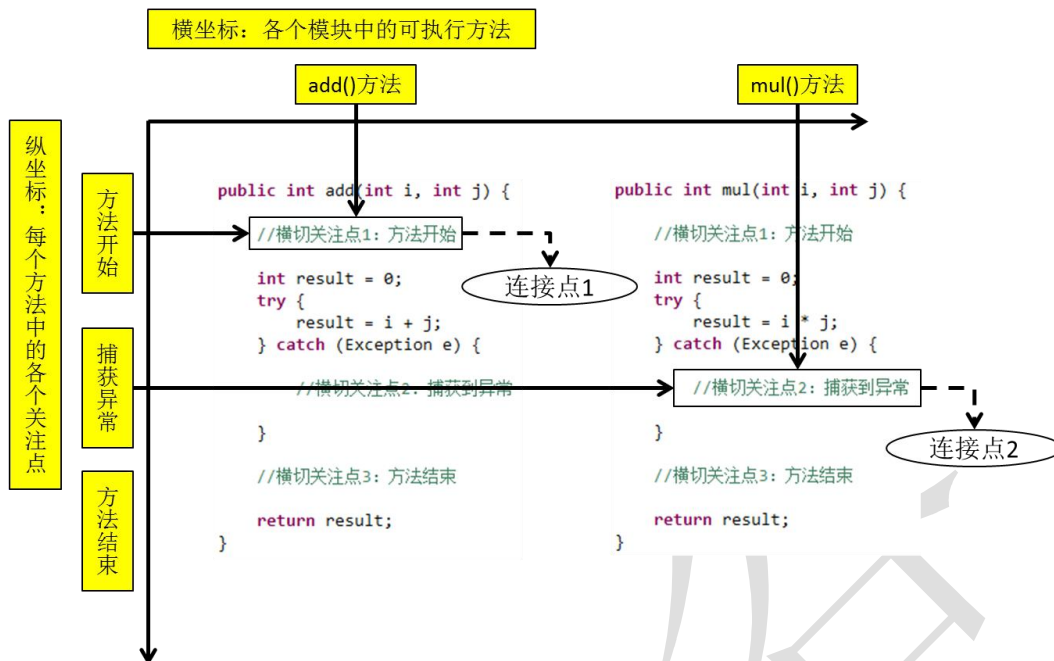 横坐标：各个模块中的可执行方法
add()方法
mul()方法
纵坐标：每个方法中的各个关注点
方法开始
捕获异常
方法结束
public int add(int i, int j) {
//横切关注点1：方法开始
int result = 0;
try {
result = i + j;
} catch (Exception e) {
//横切关注点2：捕获到异常
}
//横切关注点3：方法结束
return result;
}
连接点1
public int mul(int i, int j) {
//横切关注点1：方法开始
int result = 0;
try {
result = i * j;
} catch (Exception e) {
//横切关注点2：捕获到异常
}
//横切关注点3：方法结束
return result;
}
连接点2